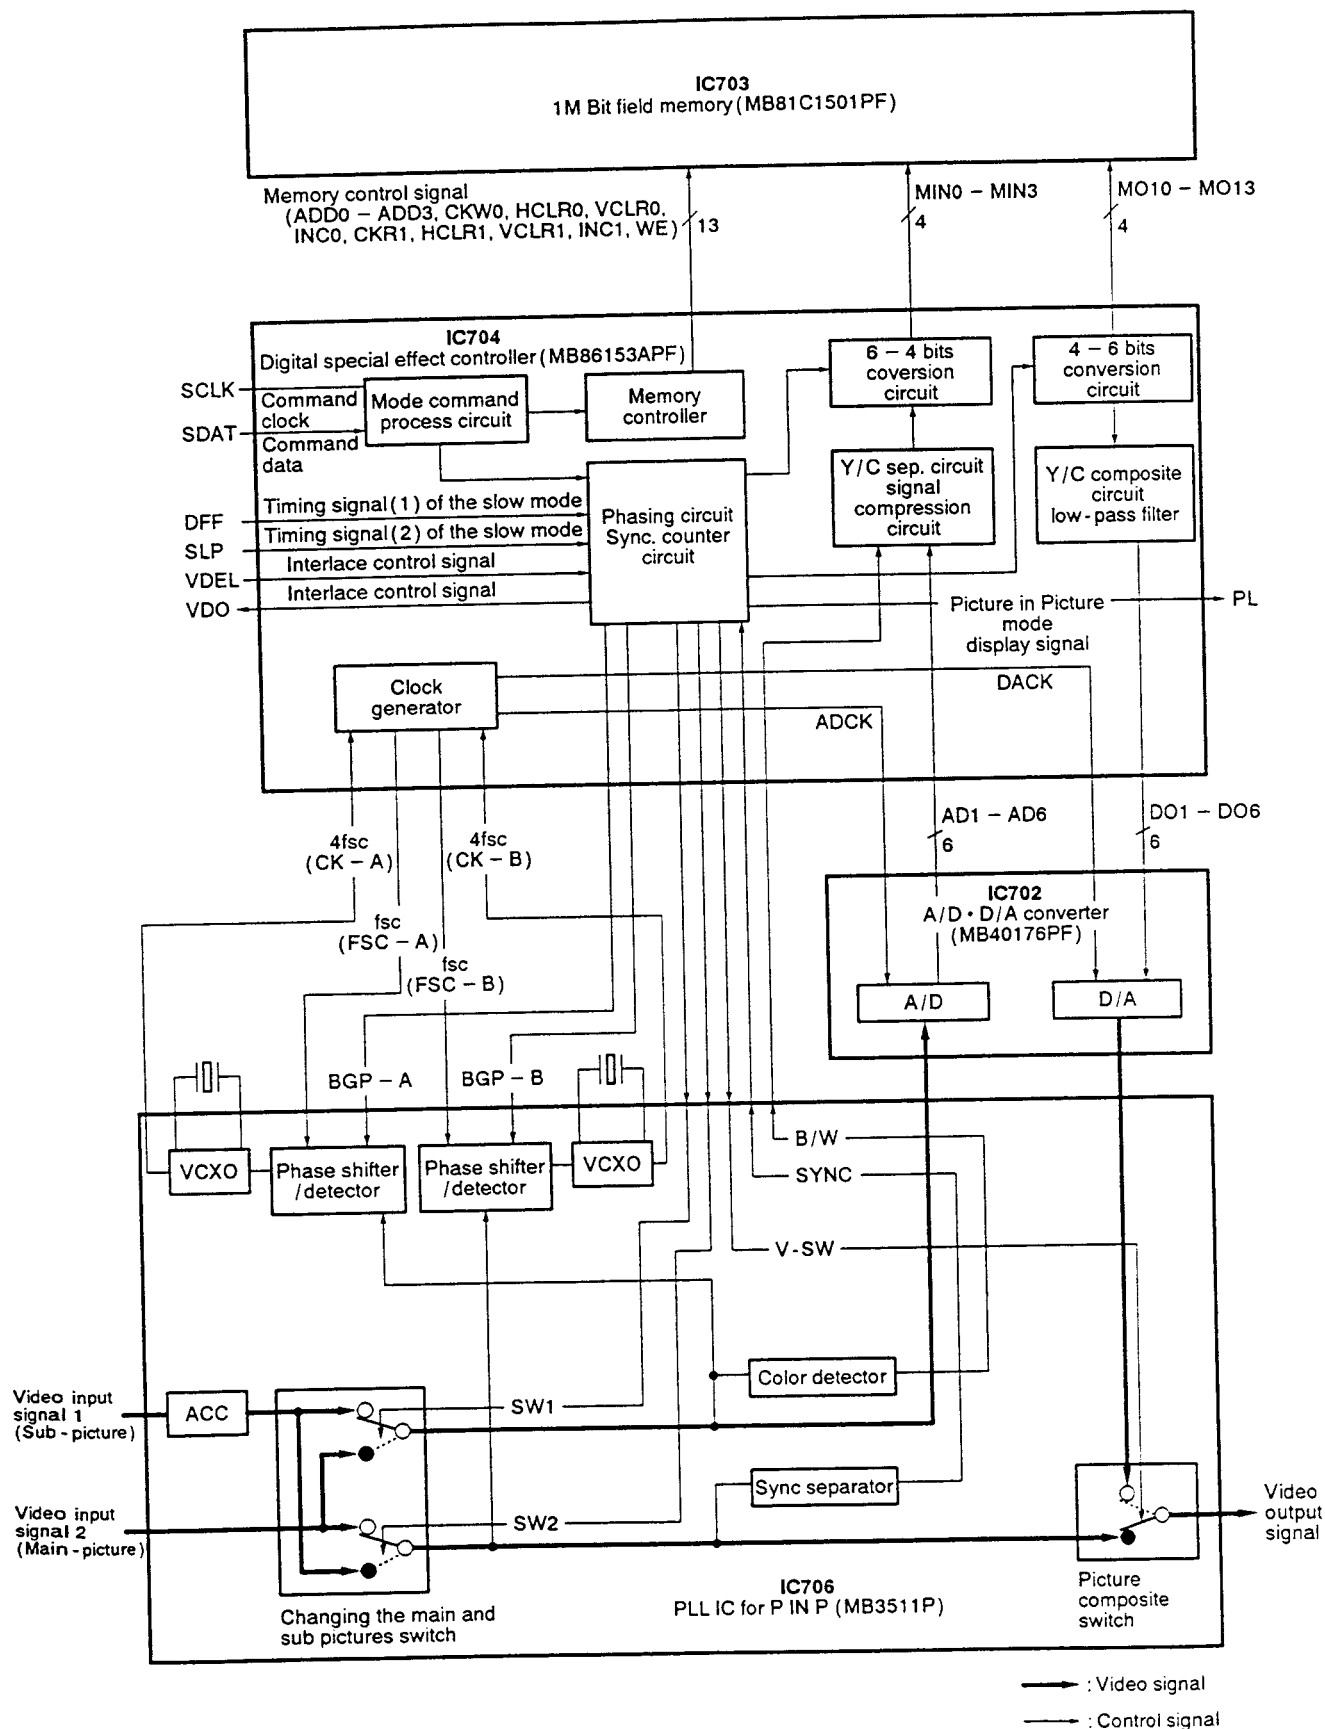 IC703
1M Bit field memory (MB81C1501PF)
Memory control signal
(ADD0 – ADD3, CKW0, HCLR0, VCLR0,
INC0, CKR1, HCLR1, VCLR1, INC1, WE)
13
MIN0 – MIN3
4
MO10 – MO13
4
IC704
Digital special effect controller (MB86153APF)
SCLK
Command
clock
SDAT
Command
data
Mode command
process circuit
Memory
controller
6 – 4 bits
coversion
circuit
4 – 6 bits
conversion
circuit
Y/C sep. circuit
signal
compression
circuit
Y/C composite
circuit
low-pass filter
DFF
Timing signal (1) of the slow mode
SLP
Timing signal (2) of the slow mode
VDEL
Interlace control signal
VDO
Interlace control signal
Phasing circuit
Sync. counter
circuit
Picture in Picture
mode
display signal
PL
Clock
generator
DACK
ADCK
4fsc
(CK – A)
4fsc
(CK – B)
fsc
(FSC – A)
fsc
(FSC – B)
AD1 – AD6
6
DO1 – DO6
6
IC702
A/D • D/A converter
(MB40176PF)
A/D
D/A
BGP – A
BGP – B
VCXO
Phase shifter
/detector
Phase shifter
/detector
VCXO
B/W
SYNC
V-SW
Color detector
Video input
signal 1
(Sub-picture)
ACC
SW1
Sync separator
Video input
signal 2
(Main-picture)
SW2
Video
output
signal
IC706
PLL IC for P IN P (MB3511P)
Changing the main and
sub pictures switch
Picture
composite
switch
: Video signal
: Control signal